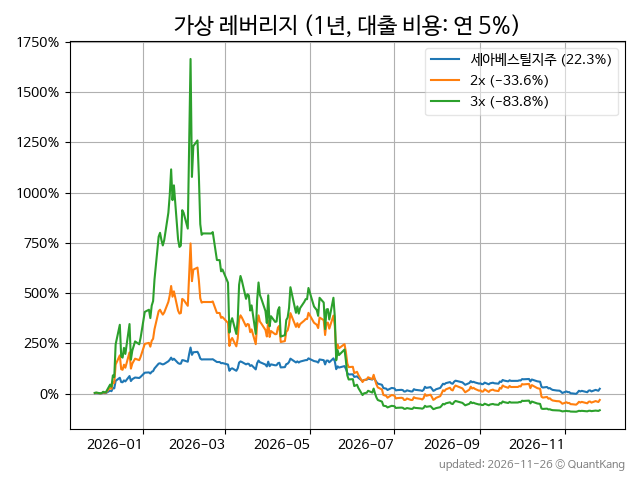 가상 레버리지 (1년, 대출 비용: 연 5%)
1750%
1500%
1250%
1000%
750%
500%
250%
0%
세아베스틸지주 (22.3%)
2x (−33.6%)
3x (−83.8%)
2026-01 2026-03 2026-05 2026-07 2026-09 2026-11
updated: 2026-11-26 © QuantKang